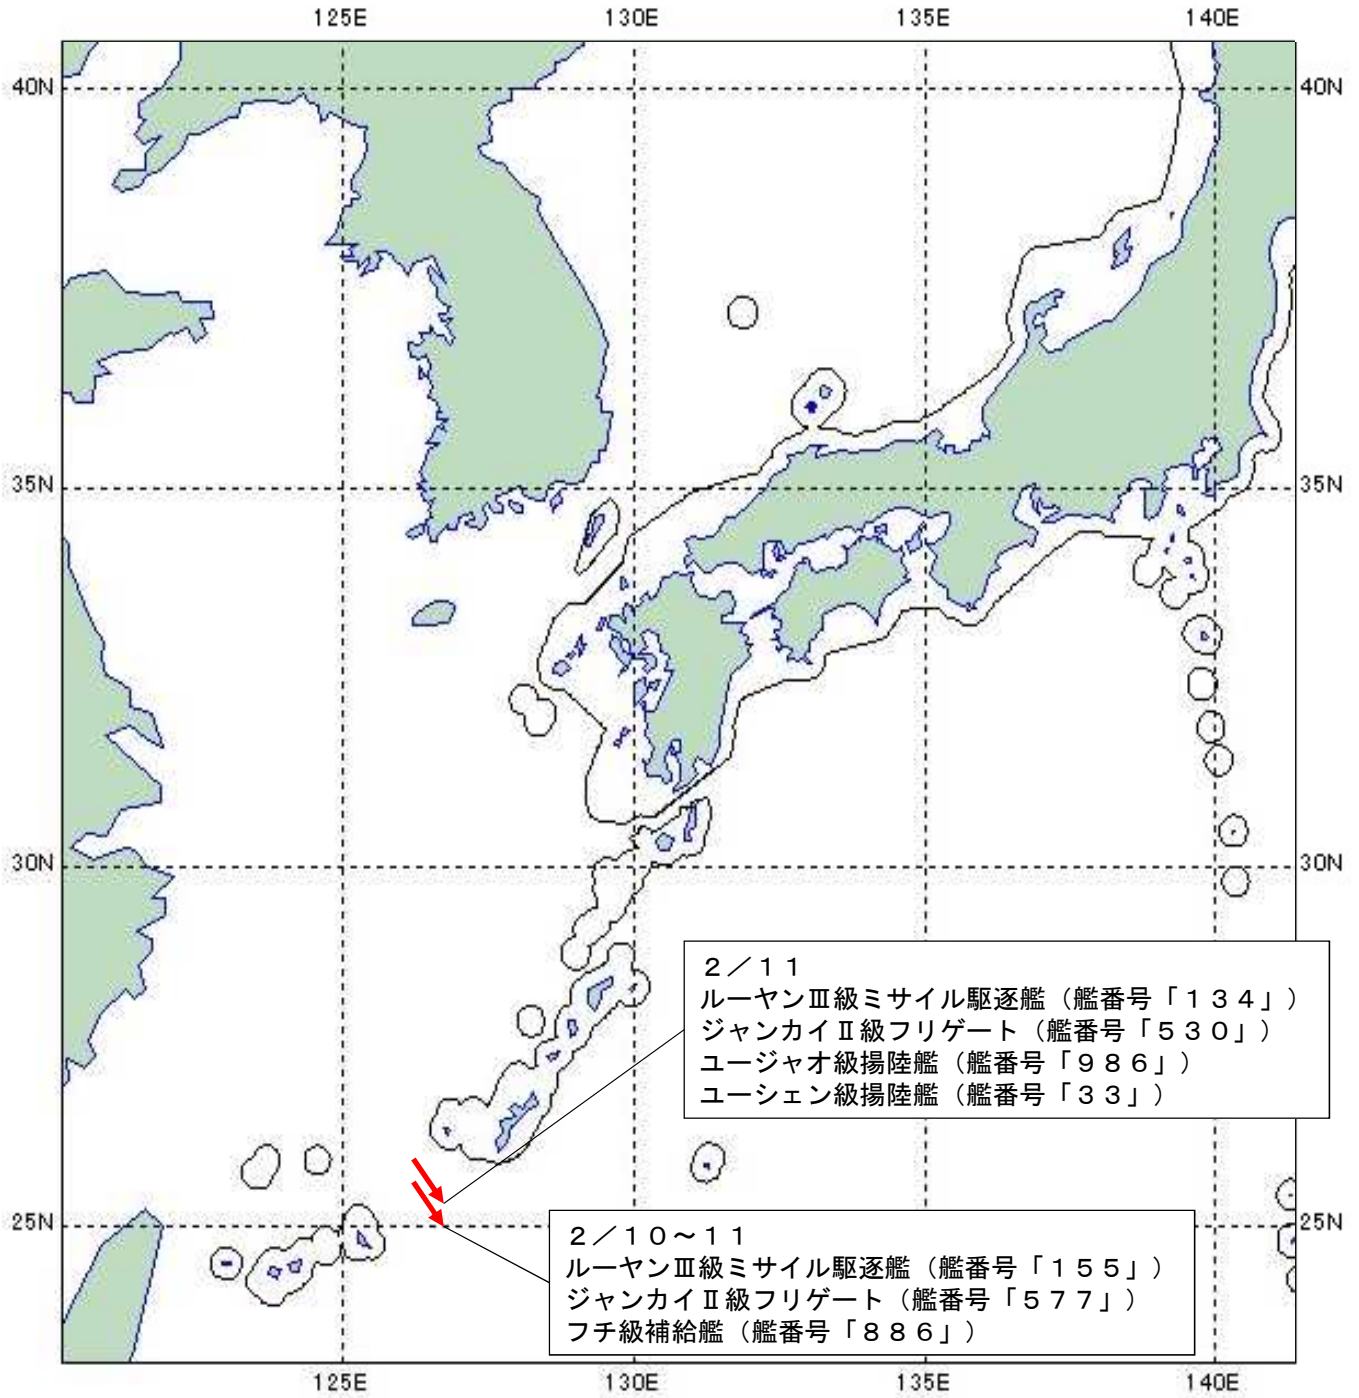 125E 130E 135E 140E
40N 40N
35N 35N
30N 30N
2／11
ルーヤンⅢ級ミサイル駆逐艦（艦番号「134」）
ジャンカイⅡ級フリゲート（艦番号「530」）
ユージャオ級揚陸艦（艦番号「986」）
ユーシェン級揚陸艦（艦番号「33」）
25N 25N
2／10～11
ルーヤンⅢ級ミサイル駆逐艦（艦番号「155」）
ジャンカイⅡ級フリゲート（艦番号「577」）
フチ級補給艦（艦番号「886」）
125E 130E 135E 140E